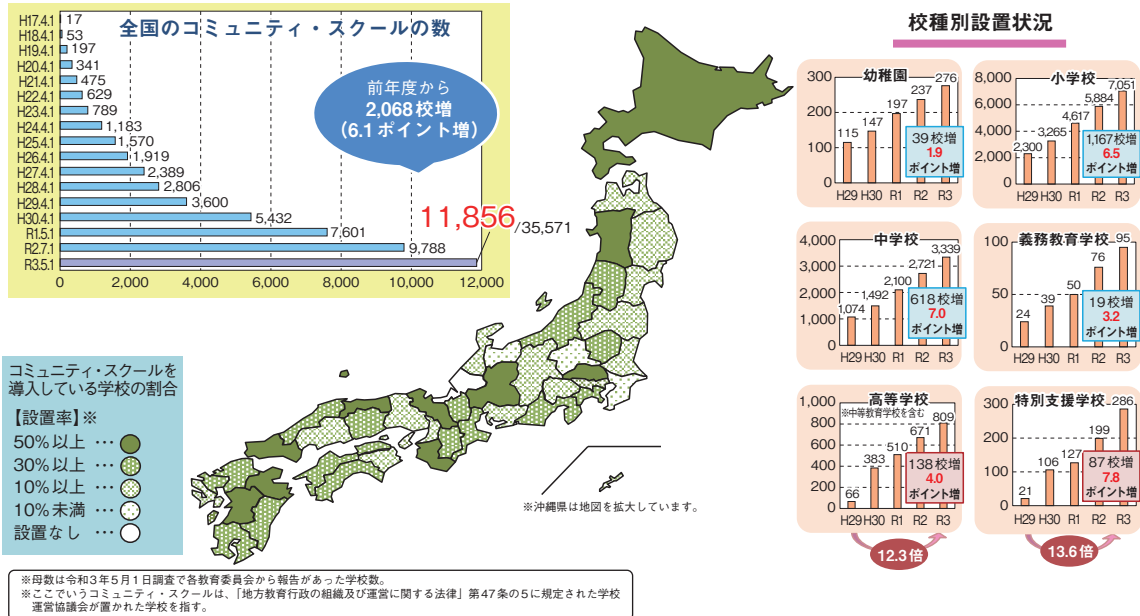 全国のコミュニティ・スクールの数
H17.4.1 17
H18.4.1 53
H19.4.1 197
H20.4.1 341
H21.4.1 475
H22.4.1 629
H23.4.1 789
H24.4.1 1,183
H25.4.1 1,570
H26.4.1 1,919
H27.4.1 2,389
H28.4.1 2,806
H29.4.1 3,600
H30.4.1 5,432
R1.5.1 7,601
R2.7.1 9,788
R3.5.1
11,856 /35,571
0 2,000 4,000 6,000 8,000 10,000 12,000
前年度から
2,068校増
(6.1ポイント増)
コミュニティ・スクールを
導入している学校の割合
【設置率】※
50%以上 …
30%以上 …
10%以上 …
10%未満 …
設置なし …
※沖縄県は地図を拡大しています。
校種別設置状況
幼稚園
300
200
100
0
115 147 197 237 276
39校増
1.9
ポイント増
H29 H30 R1 R2 R3
小学校
8,000
6,000
4,000
2,000
0
2,300 3,265 4,617 5,884 7,051
1,167校増
6.5
ポイント増
H29 H30 R1 R2 R3
中学校
4,000
3,000
2,000
1,000
0
1,074 1,492 2,100 2,721 3,339
618校増
7.0
ポイント増
H29 H30 R1 R2 R3
義務教育学校
100
50
0
24 39 50 76 95
19校増
3.2
ポイント増
H29 H30 R1 R2 R3
高等学校
※中等教育学校を含む
1,000
800
600
400
200
0
66 383 510 671 809
138校増
4.0
ポイント増
H29 H30 R1 R2 R3
12.3倍
特別支援学校
300
200
100
0
21 106 127 199 286
87校増
7.8
ポイント増
H29 H30 R1 R2 R3
13.6倍
※母数は令和3年5月1日調査で各教育委員会から報告があった学校数。
※ここでいうコミュニティ・スクールは、「地方教育行政の組織及び運営に関する法律」第47条の5に規定された学校
運営協議会が置かれた学校を指す。